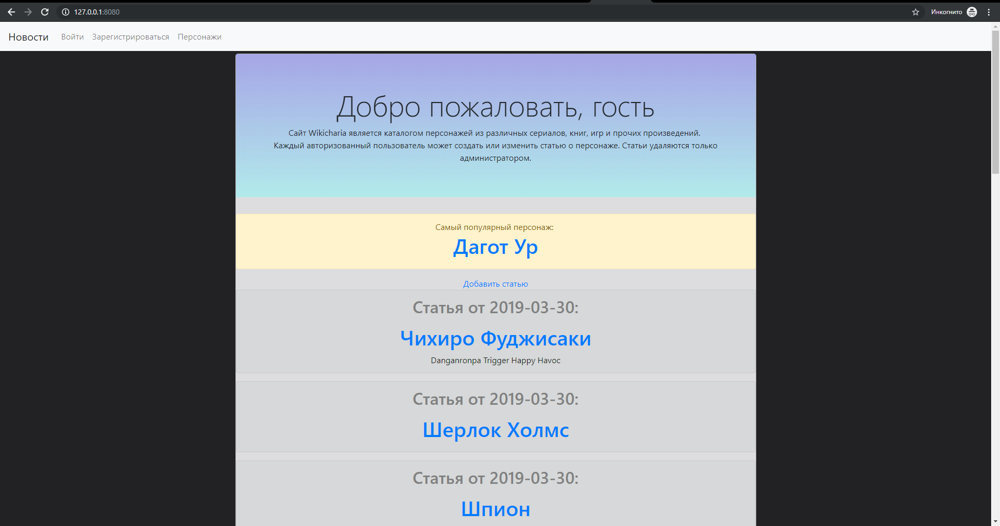 127.0.0.1:8080
Инкогнито
Новости Войти Зарегистрироваться Персонажи
Добро пожаловать, гость
Сайт Wikicharia является каталогом персонажей из различных сериалов, книг, игр и прочих произведений.
Каждый авторизованный пользователь может создать или изменить статью о персонаже. Статьи удаляются только
администратором.
Самый популярный персонаж:
Дагот Ур
Добавить статью
Статья от 2019-03-30:
Чихиро Фуджисаки
Danganronpa Trigger Happy Havoc
Статья от 2019-03-30:
Шерлок Холмс
Статья от 2019-03-30:
Шпион